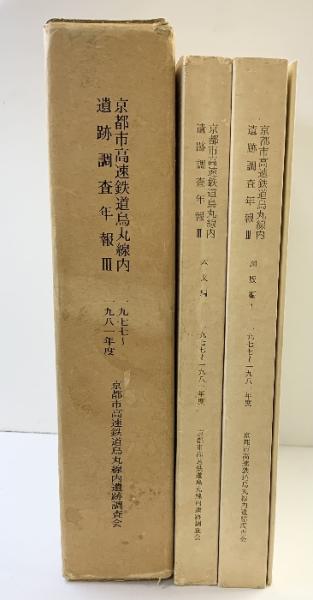 京都市高速鉄道烏丸線内
遺跡調査年報Ⅲ
一九七七～
一九八一年度
京都市高速鉄道烏丸線内遺跡調査会
京都市高速鉄道烏丸線内
遺跡調査年報Ⅲ
本文編
一九七七～一九八一年度
京都市高速鉄道烏丸線内遺跡調査会
京都市高速鉄道烏丸線内
遺跡調査年報Ⅲ
図版編
一九七七～一九八一年度
京都市高速鉄道烏丸線内遺跡調査会